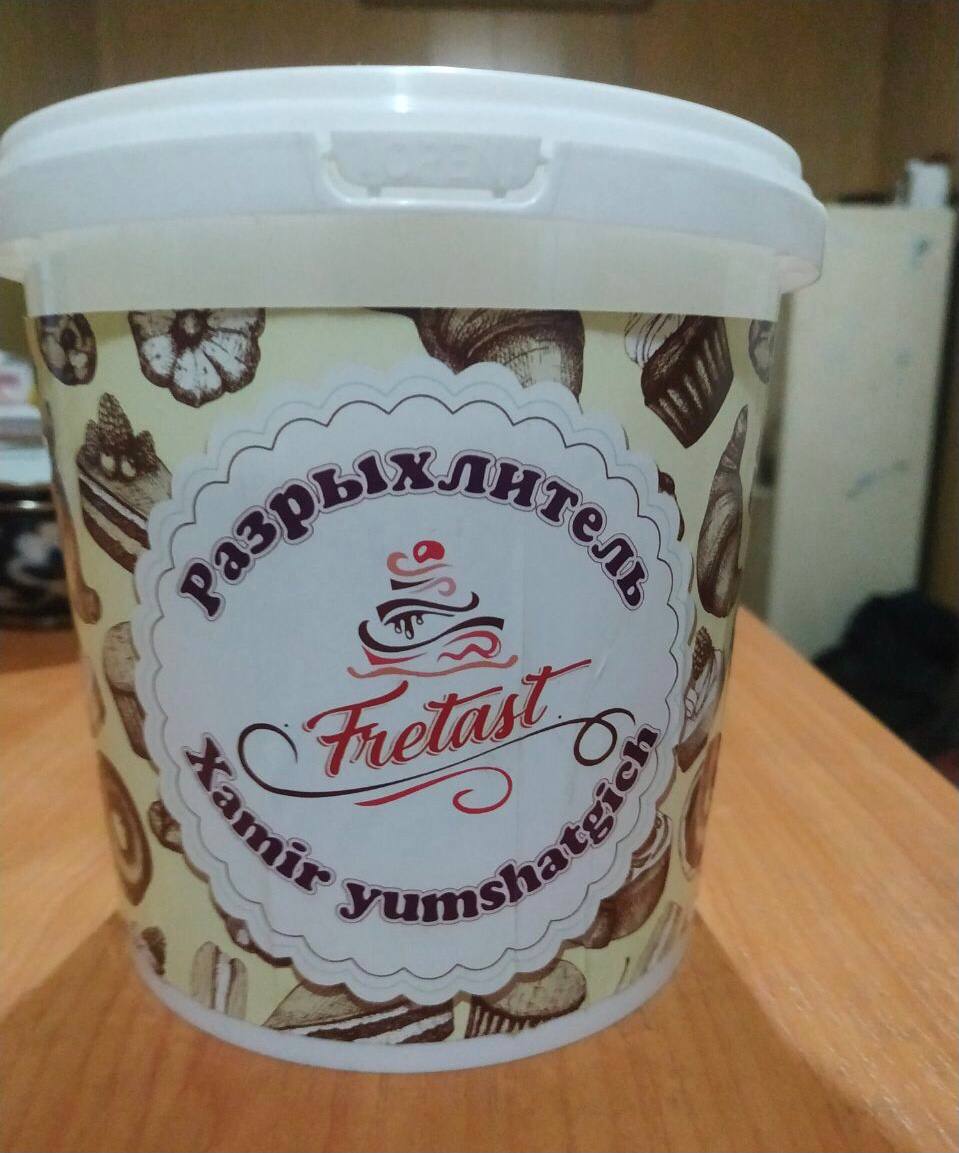 OPEN
Разрыхлитель
Fretast
Xamir yumshatgich